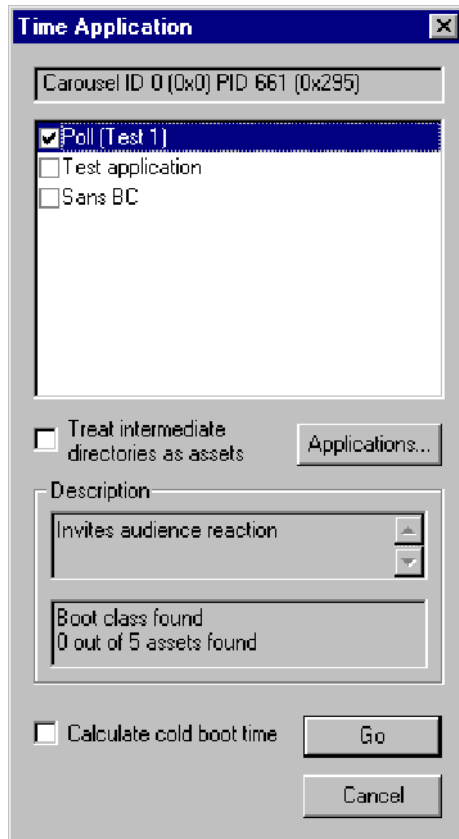 Time Application
Carousel ID 0 (0x0) PID 661 (0x295)
Poll (Test 1)
Test application
Sans BC
Treat intermediate
directories as assets
Applications...
Description
Invites audience reaction
Boot class found
0 out of 5 assets found
Calculate cold boot time
Go
Cancel